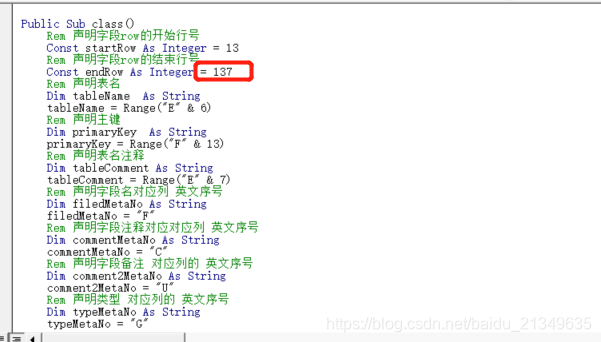 Public Sub class()
Rem 声明字段row的开始行号
Const startRow As Integer = 13
Rem 声明字段row的结束行号
Const endRow As Integer = 137
Rem 声明表名
Dim tableName  As String
tableName = Range("E" & 6)
Rem 声明主键
Dim primaryKey  As String
primaryKey = Range("F" & 13)
Rem 声明表名注释
Dim tableComment As String
tableComment = Range("E" & 7)
Rem 声明字段名对应列 英文序号
Dim filedMetaNo As String
filedMetaNo = "F"
Rem 声明字段注释对应对应列 英文序号
Dim commentMetaNo As String
commentMetaNo = "C"
Rem 声明字段备注 对应列的 英文序号
Dim comment2MetaNo As String
comment2MetaNo = "U"
Rem 声明类型 对应列的 英文序号
Dim typeMetaNo As String
typeMetaNo = "G"
https://blog.csdn.net/baidu_21349635